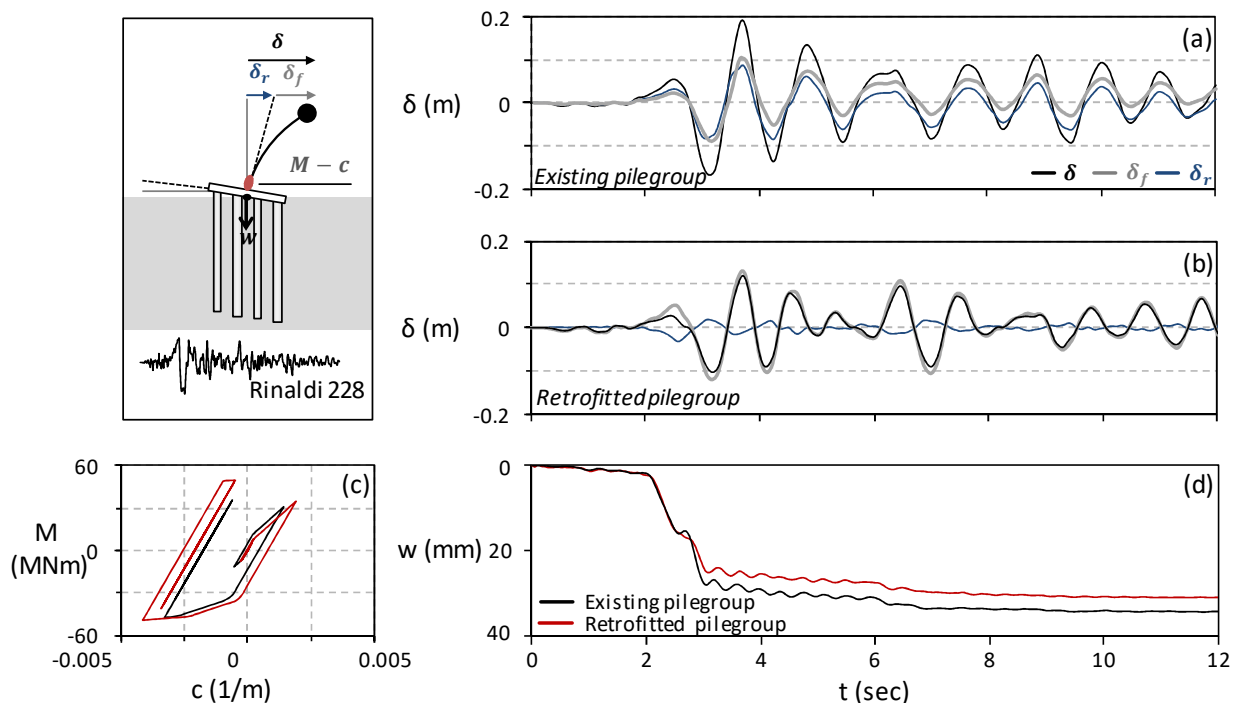 δ
δr δf
M − c
w
Rinaldi 228
0.2
(a)
δ (m)
0
-0.2
Existing pilegroup
δ δf δr
0.2
(b)
δ (m)
0
-0.2
Retrofitted pilegroup
60
(c)
M
(MNm)
0
-60
-0.005 0 0.005
c (1/m)
0
(d)
w (mm)
20
40
Existing pilegroup
Retrofitted pilegroup
0 2 4 6 8 10 12
t (sec)